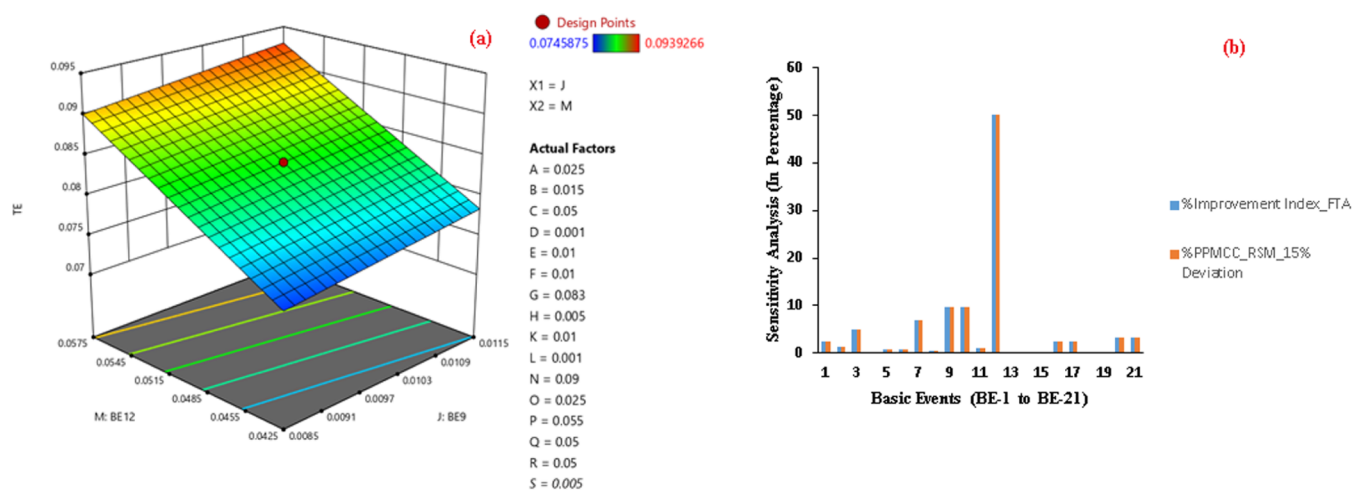 (a)
Design Points
0.0745875 0.0939266
X1 = J
X2 = M
Actual Factors
A = 0.025
B = 0.015
C = 0.05
D = 0.001
E = 0.01
F = 0.01
G = 0.083
H = 0.005
K = 0.01
L = 0.001
N = 0.09
O = 0.025
P = 0.055
Q = 0.05
R = 0.05
S = 0.005
0.095
0.09
0.085
0.08
0.075
0.07
TE
0.0575
0.0545
0.0515
0.0485
0.0455
0.0425
M: BE12
0.0115
0.0109
0.0103
0.0097
0.0091
0.0085
J: BE9
(b)
Sensitivity Analysis (In Percentage)
60
50
40
30
20
10
0
1 3 5 7 9 11 13 15 17 19 21
Basic Events (BE-1 to BE-21)
%Improvement Index_FTA
%PPMCC_RSM_15%
Deviation